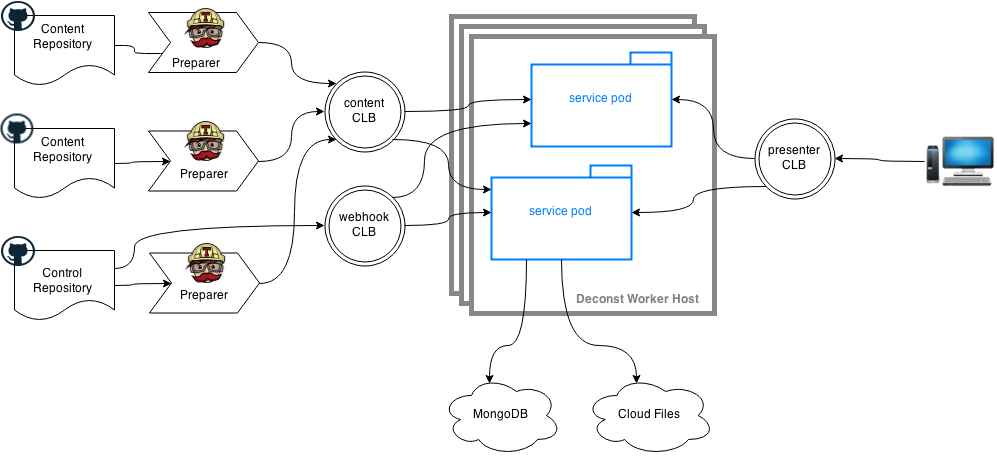 Content
Repository
Preparer
Content
Repository
Preparer
Control
Repository
Preparer
content
CLB
webhook
CLB
service pod
service pod
Deconst Worker Host
presenter
CLB
MongoDB
Cloud Files
T
T
T